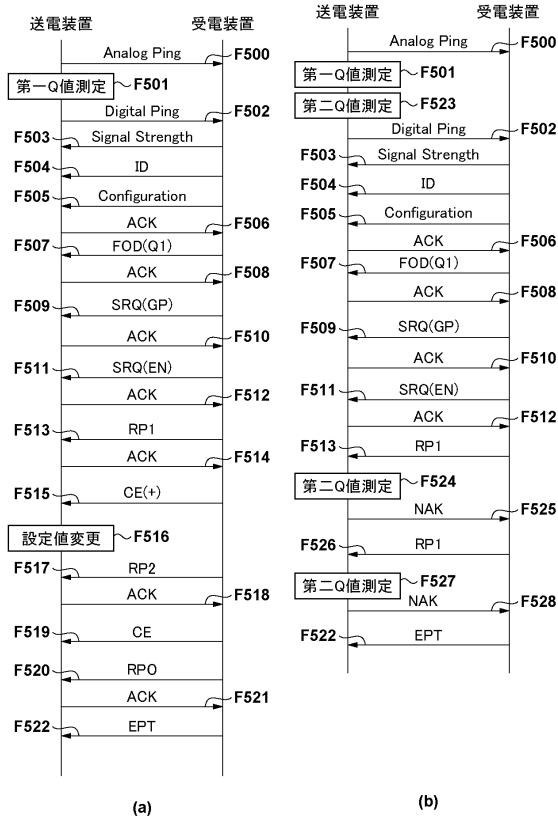 送電装置 受電装置
Analog Ping F500
第一Q値測定 F501
Digital Ping F502
F503 Signal Strength
F504 ID
F505 Configuration
ACK F506
F507 FOD(Q1)
ACK F508
F509 SRQ(GP)
ACK F510
F511 SRQ(EN)
ACK F512
F513 RP1
ACK F514
F515 CE(+)
設定値変更 F516
F517 RP2
ACK F518
F519 CE
F520 RPO
ACK F521
F522 EPT
(a)
送電装置 受電装置
Analog Ping F500
第一Q値測定 F501
第二Q値測定 F523
Digital Ping F502
F503 Signal Strength
F504 ID
F505 Configuration
ACK F506
F507 FOD(Q1)
ACK F508
F509 SRQ(GP)
ACK F510
F511 SRQ(EN)
ACK F512
F513 RP1
第二Q値測定 F524
NAK F525
F526 RP1
第二Q値測定 F527
NAK F528
F522 EPT
(b)